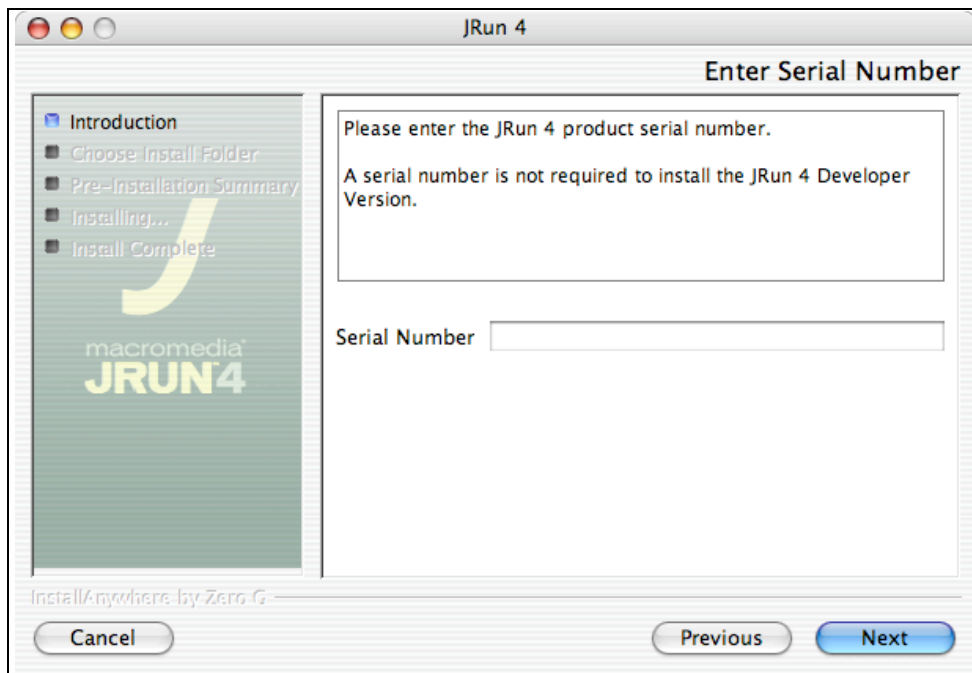 JRun 4
Enter Serial Number
Introduction
Choose Install Folder
Pre-Installation Summary
Installing...
Install Complete
macromedia
JRUN 4
Please enter the JRun 4 product serial number.
A serial number is not required to install the JRun 4 Developer
Version.
Serial Number
InstallAnywhere by Zero G
Cancel
Previous
Next